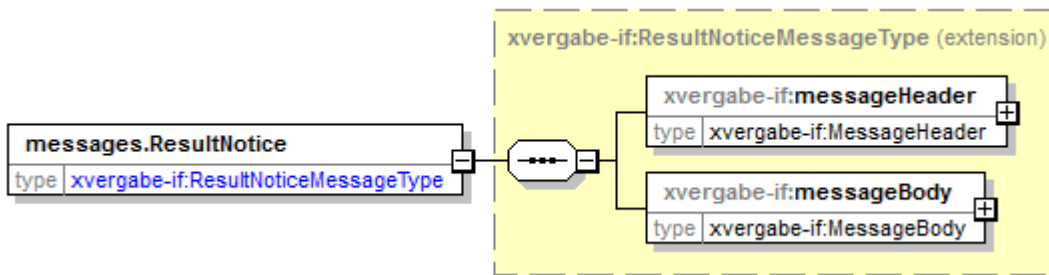 xvergabe-if:ResultNoticeMessageType (extension)
xvergabe-if:messageHeader
type xvergabe-if:MessageHeader
messages.ResultNotice
type xvergabe-if:ResultNoticeMessageType
xvergabe-if:messageBody
type xvergabe-if:MessageBody